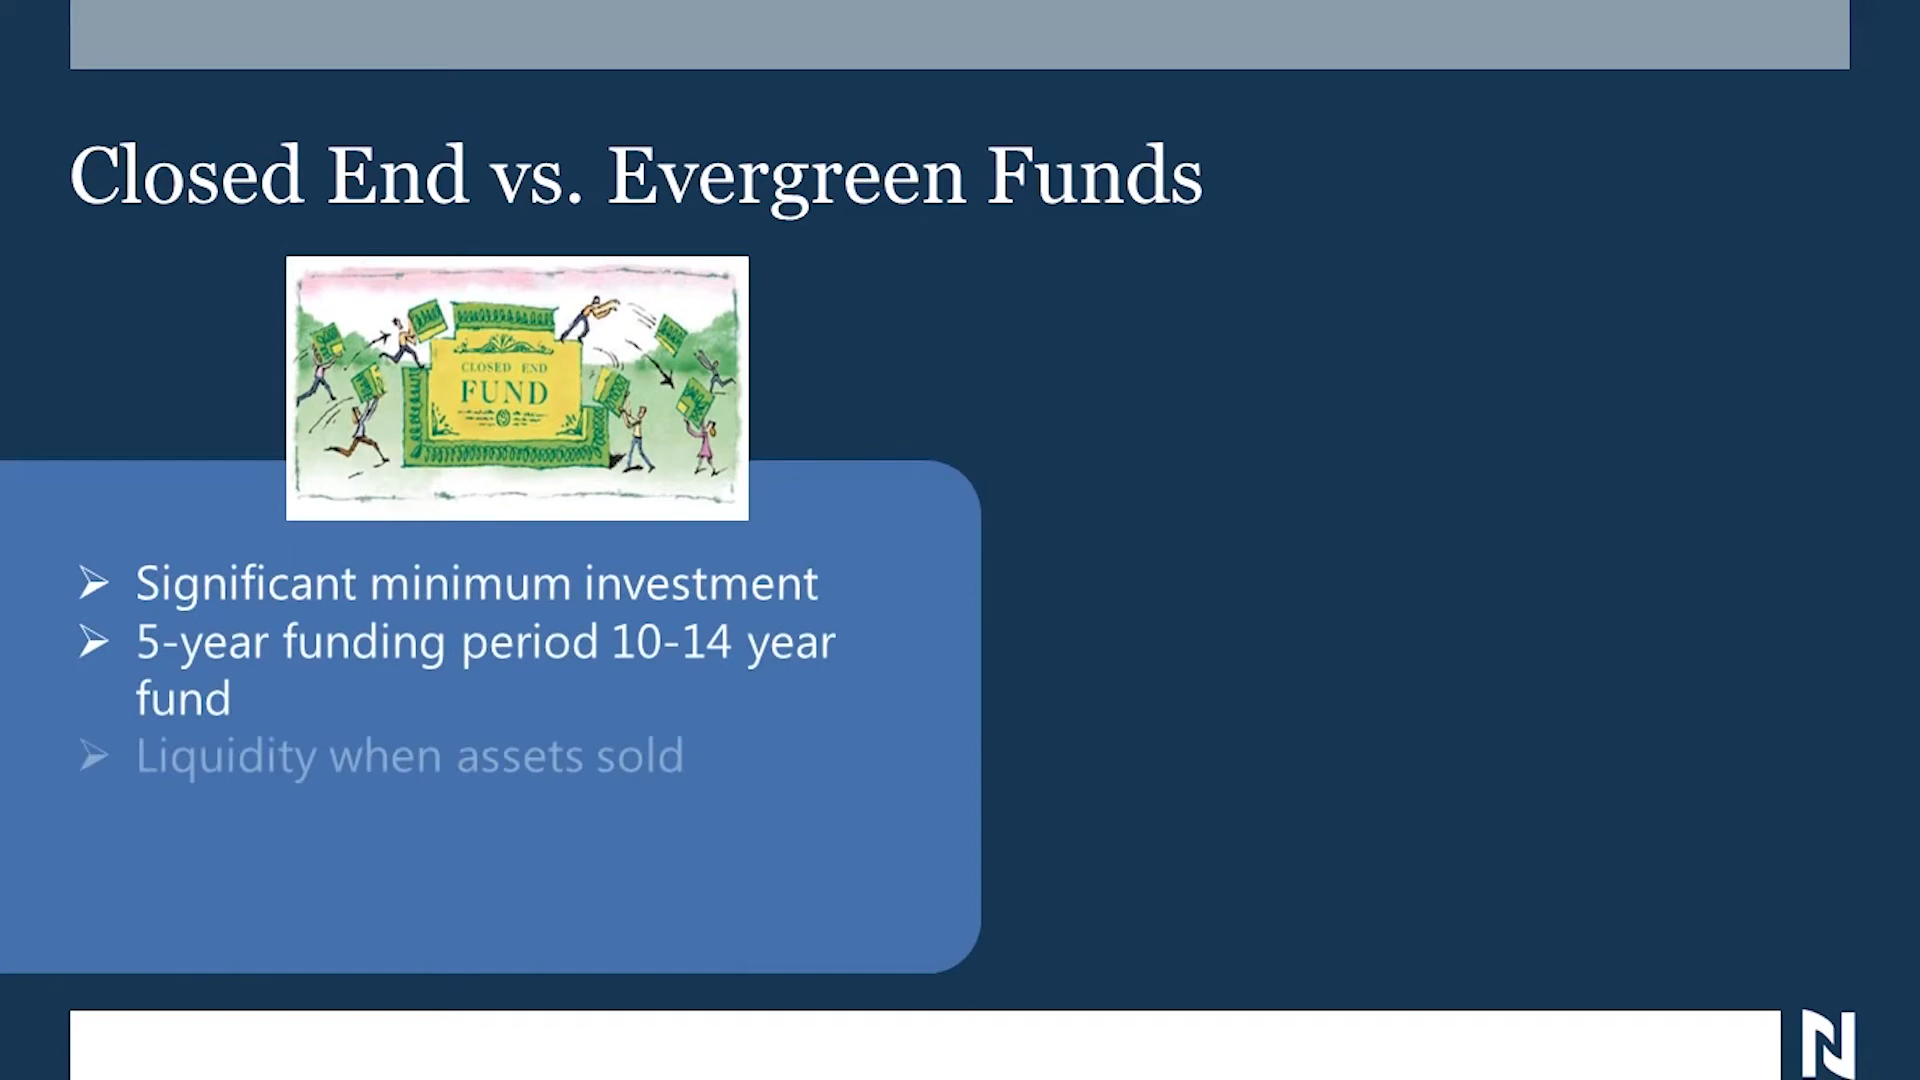 Closed End vs. Evergreen Funds
CLOSED END
FUND
➢ Significant minimum investment
➢ 5-year funding period 10-14 year
fund
➢ Liquidity when assets sold
N